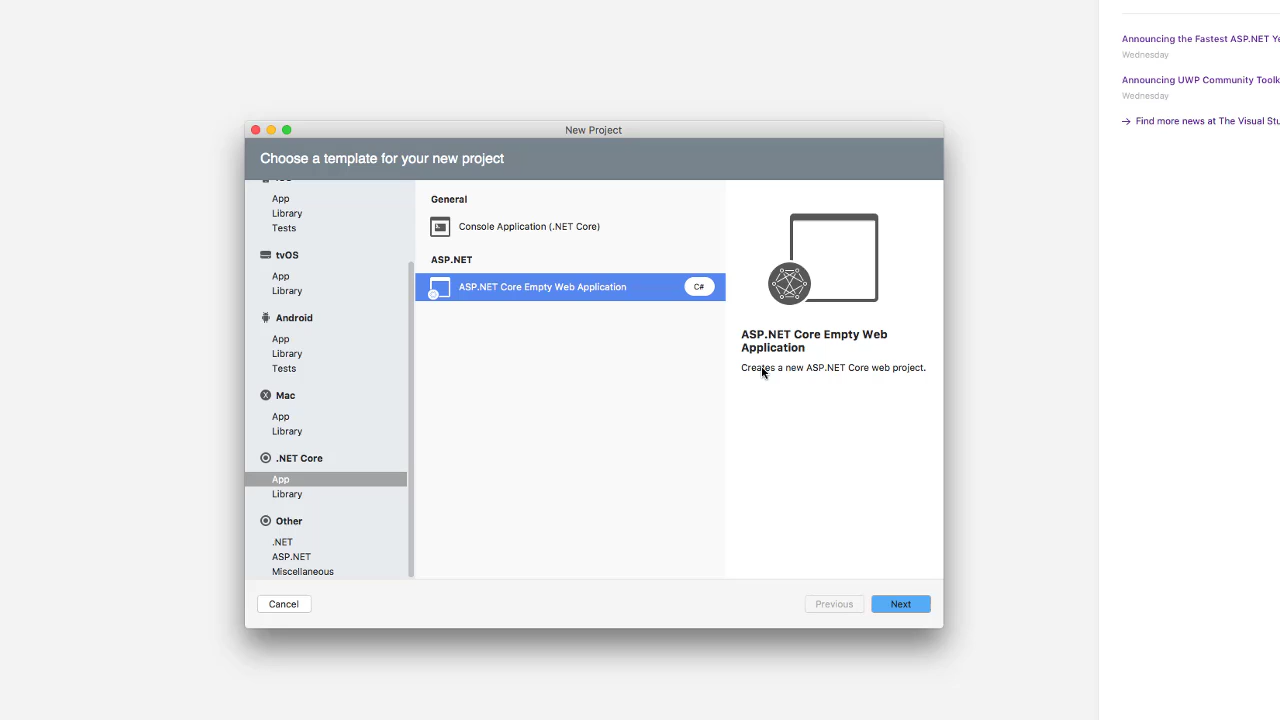 Announcing the Fastest ASP.NET
Wednesday
Announcing UWP Community
Wednesday
→ Find more news at The Visual
New Project
Choose a template for your new project
App
Library
Tests
tvOS
App
Library
Android
App
Library
Tests
Mac
App
Library
.NET Core
App
Library
Other
.NET
ASP.NET
Miscellaneous
General
Console Application (.NET Core)
ASP.NET
ASP.NET Core Empty Web Application C#
ASP.NET Core Empty Web
Application
Creates a new ASP.NET Core web project.
Cancel
Previous
Next